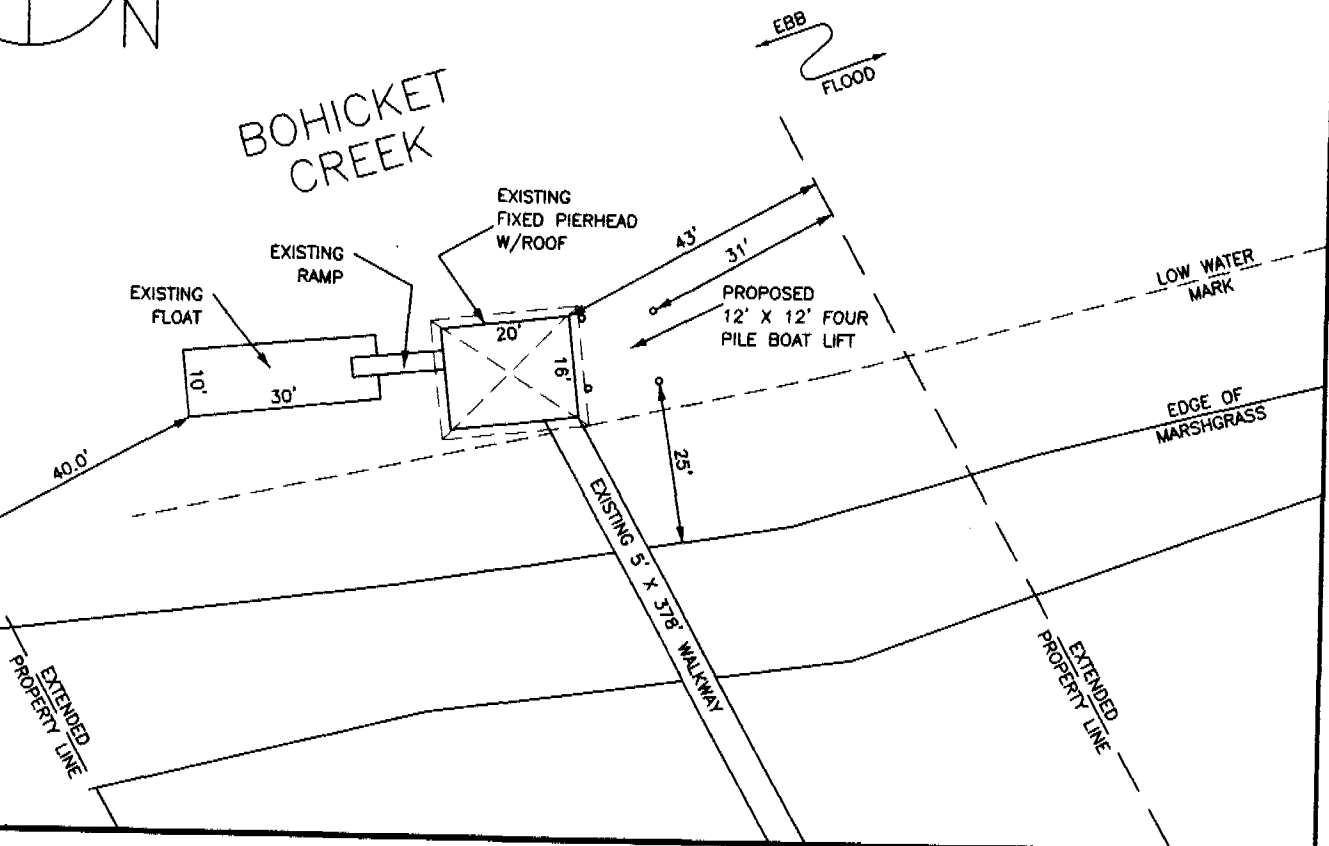 N
EBB
FLOOD
BOHICKET
CREEK
EXISTING
FIXED PIERHEAD
W/ROOF
EXISTING
RAMP
EXISTING
FLOAT
43'
31'
PROPOSED
12' X 12' FOUR
PILE BOAT LIFT
LOW WATER
MARK
20'
16'
10'
30'
EDGE OF
MARSHGRASS
40.0'
25'
EXISTING 5' X 378' WALKWAY
EXTENDED
PROPERTY LINE
EXTENDED
PROPERTY LINE